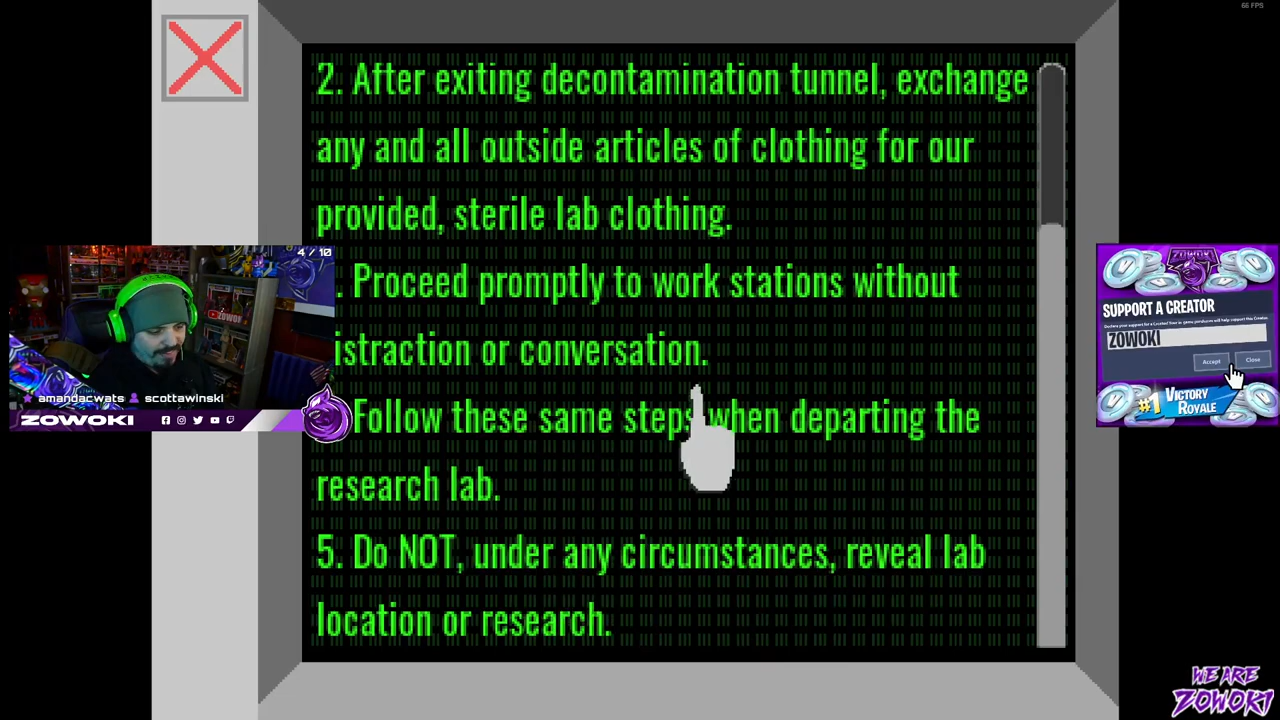 66 FPS
2. After exiting decontamination tunnel, exchange
any and all outside articles of clothing for our
provided, sterile lab clothing.
. Proceed promptly to work stations without
istraction or conversation.
Follow these same steps when departing the
research lab.
5. Do NOT, under any circumstances, reveal lab
location or research.
4 / 10
ZOWOKI
amandacwats scottawinski
ZOWOKI
SUPPORT A CREATOR
ZOWOKI
Accept Close
#1 VICTORY
ROYALE
WE ARE
ZOWOKI